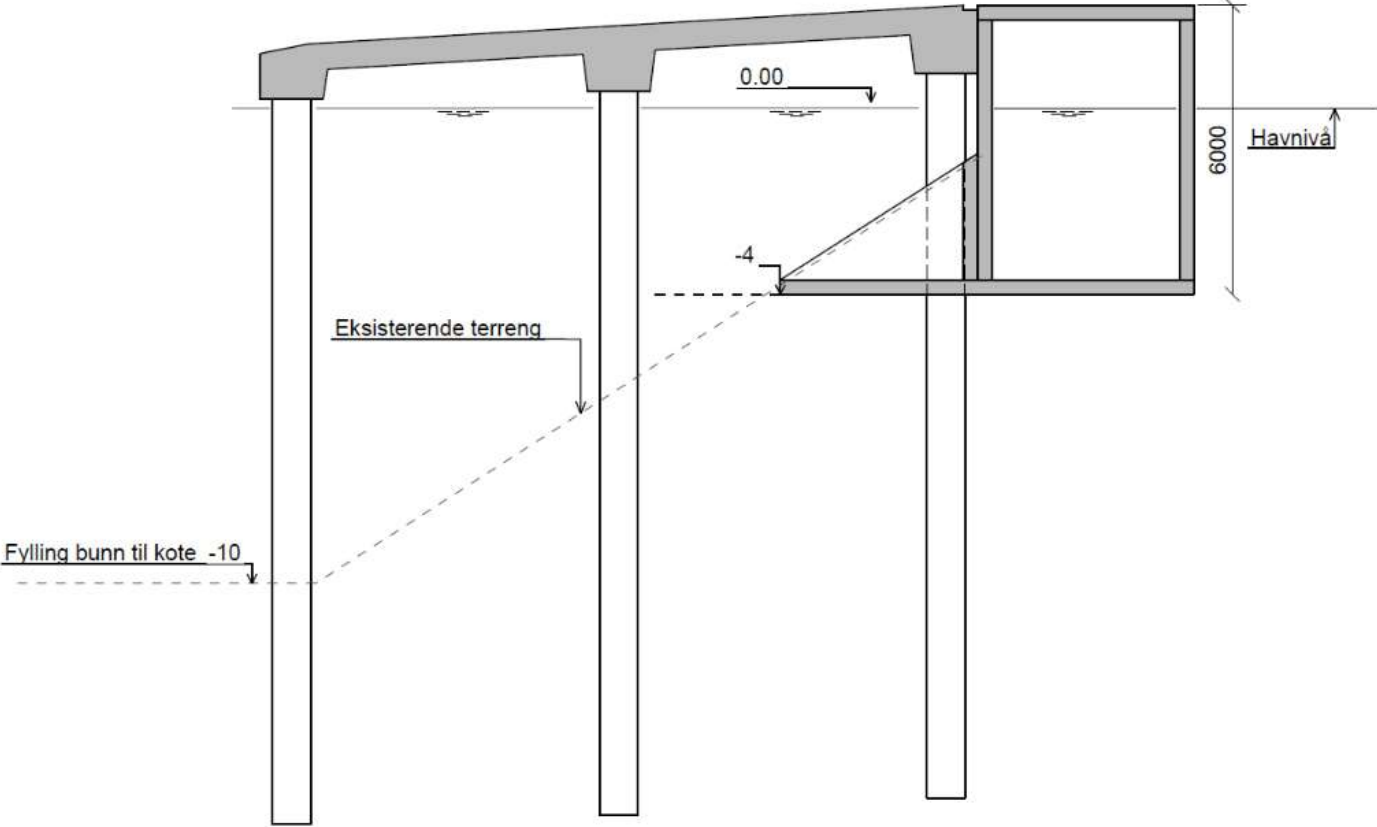 0.00
Havnivå
6000
-4
Eksisterende terreng
Fylling bunn til kote -10